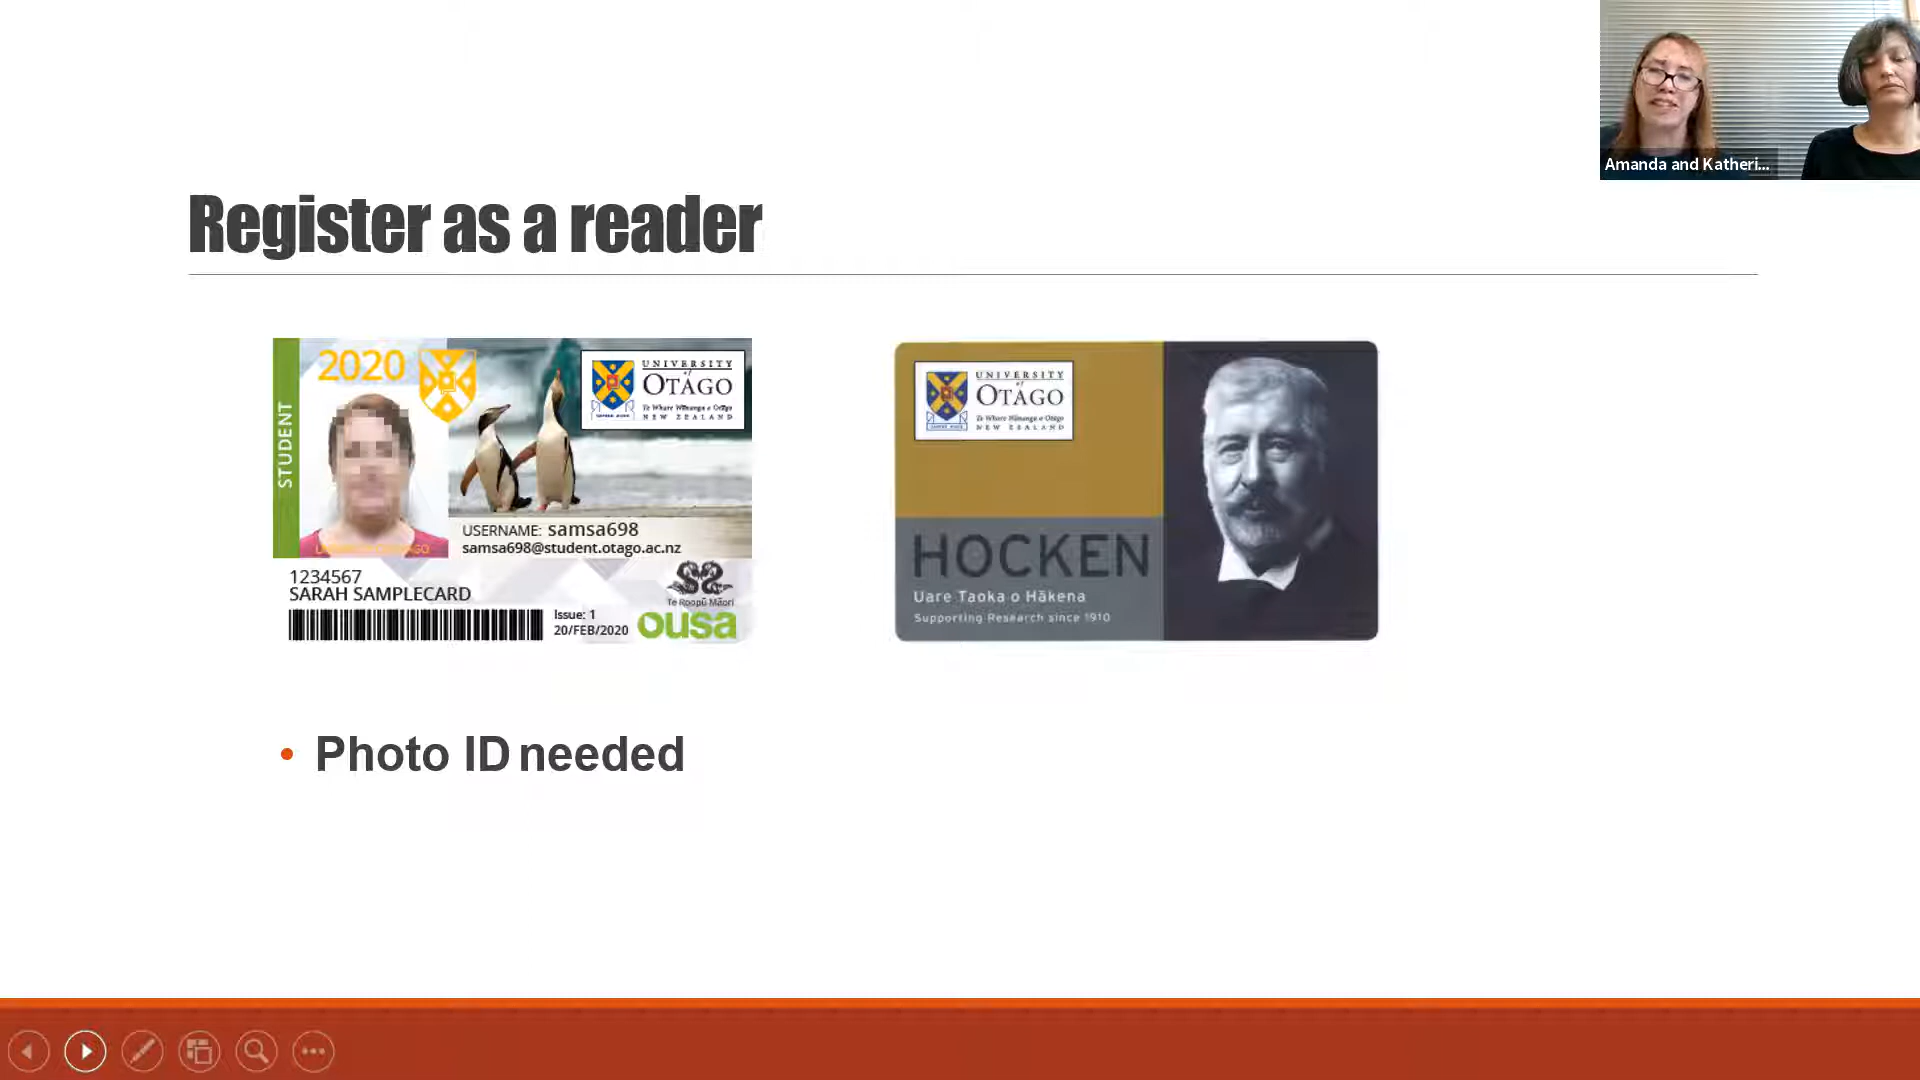 Amanda and Katheri...
Register as a reader
STUDENT
2020
UNIVERSITY
of
OTAGO
Te Whare Wānanga o Otāgo
NEW ZEALAND
USERNAME: samsa698
samsa698@student.otago.ac.nz
1234567
SARAH SAMPLECARD
Issue: 1
20/FEB/2020
Te Roopū Māori
ousa
UNIVERSITY
of
OTAGO
Te Whare Wānanga o Otāgo
NEW ZEALAND
HOCKEN
Uare Taoka o Hākena
Supporting Research since 1910
• Photo ID needed